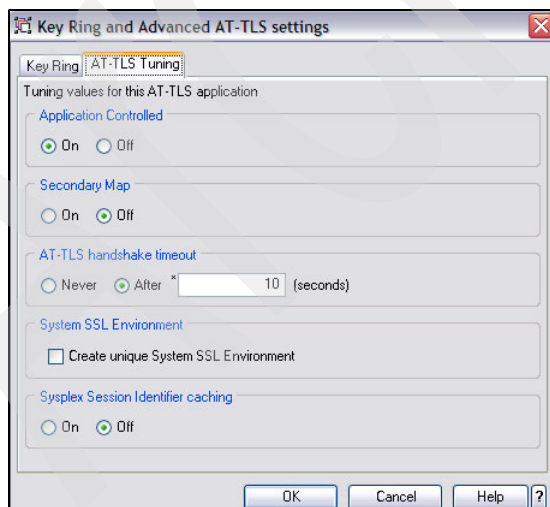 Key Ring and Advanced AT-TLS settings
Key Ring AT-TLS Tuning
Tuning values for this AT-TLS application
Application Controlled
On Off
Secondary Map
On Off
AT-TLS handshake timeout
Never After * 10 (seconds)
System SSL Environment
Create unique System SSL Environment
Sysplex Session Identifier caching
On Off
OK Cancel Help ?